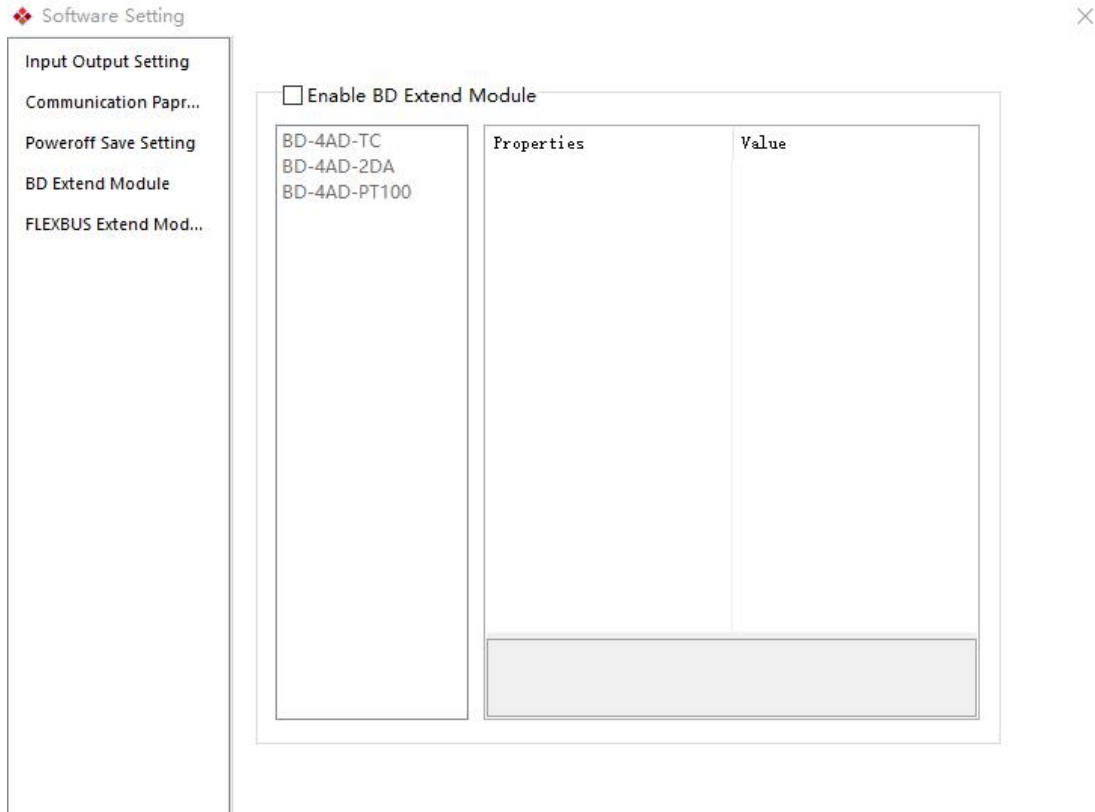 Software Setting
Input Output Setting
Communication Papr...
Poweroff Save Setting
BD Extend Module
FLEXBUS Extend Mod...
Enable BD Extend Module
BD-4AD-TC
BD-4AD-2DA
BD-4AD-PT100
Properties Value